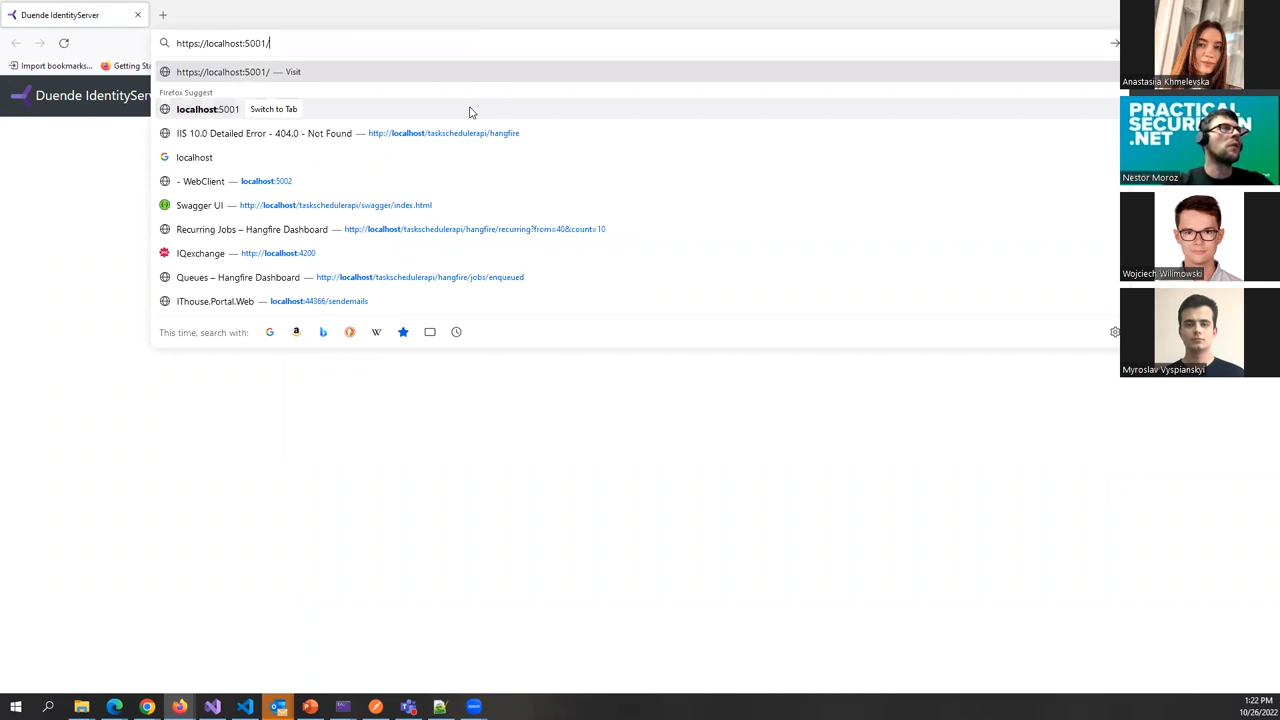 Duende IdentityServer
https://localhost:5001/
Import bookmarks...
Getting Sta
Duende IdentitySer
https://localhost:5001/ — Visit
Firefox Suggest
localhost:5001 Switch to Tab
IIS 10.0 Detailed Error - 404.0 - Not Found — http://localhost/taskschedulerapi/hangfire
localhost
- WebClient — localhost:5002
Swagger UI — http://localhost/taskschedulerapi/swagger/index.html
Recurring Jobs – Hangfire Dashboard — http://localhost/taskschedulerapi/hangfire/recurring?from=40&count=10
IQexchange — http://localhost:4200
Queues – Hangfire Dashboard — http://localhost/taskschedulerapi/hangfire/jobs/enqueued
IThouse.Portal.Web — localhost:44366/sendemails
This time, search with:
Anastasiia Khmelevska
PRACTICAL
.NET
Nestor Moroz
Wojciech Wilimowski
Myroslav Vyspianskyi
1:22 PM
10/26/2022